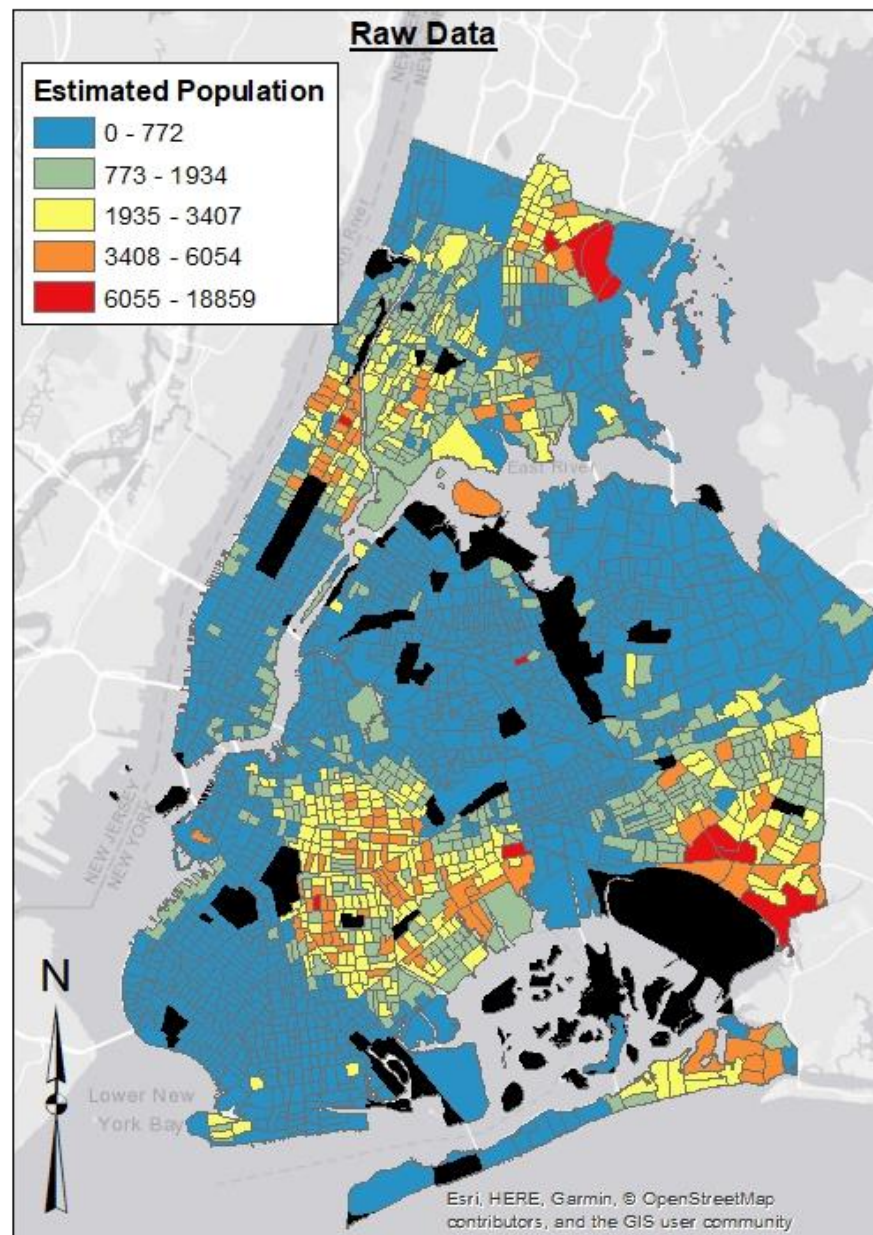 Raw Data
Estimated Population
0 - 772
773 - 1934
1935 - 3407
3408 - 6054
6055 - 18859
River
East River
NEW JERSEY
NEW YORK
N
Lower New
York Bay
Esri, HERE, Garmin, © OpenStreetMap
contributors, and the GIS user community